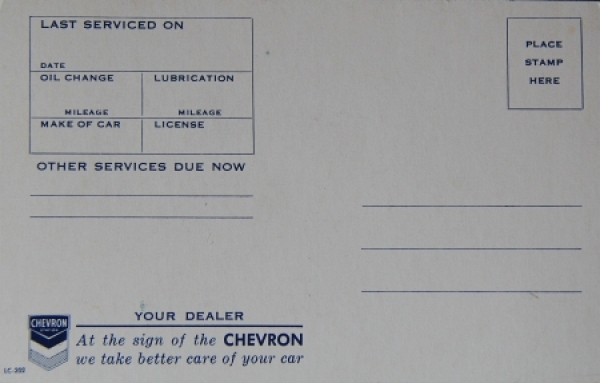 LAST SERVICED ON
DATE
OIL CHANGE LUBRICATION
MILEAGE MILEAGE
MAKE OF CAR LICENSE
OTHER SERVICES DUE NOW
PLACE
STAMP
HERE
YOUR DEALER
CHEVRON
At the sign of the CHEVRON
we take better care of your car
LC-302